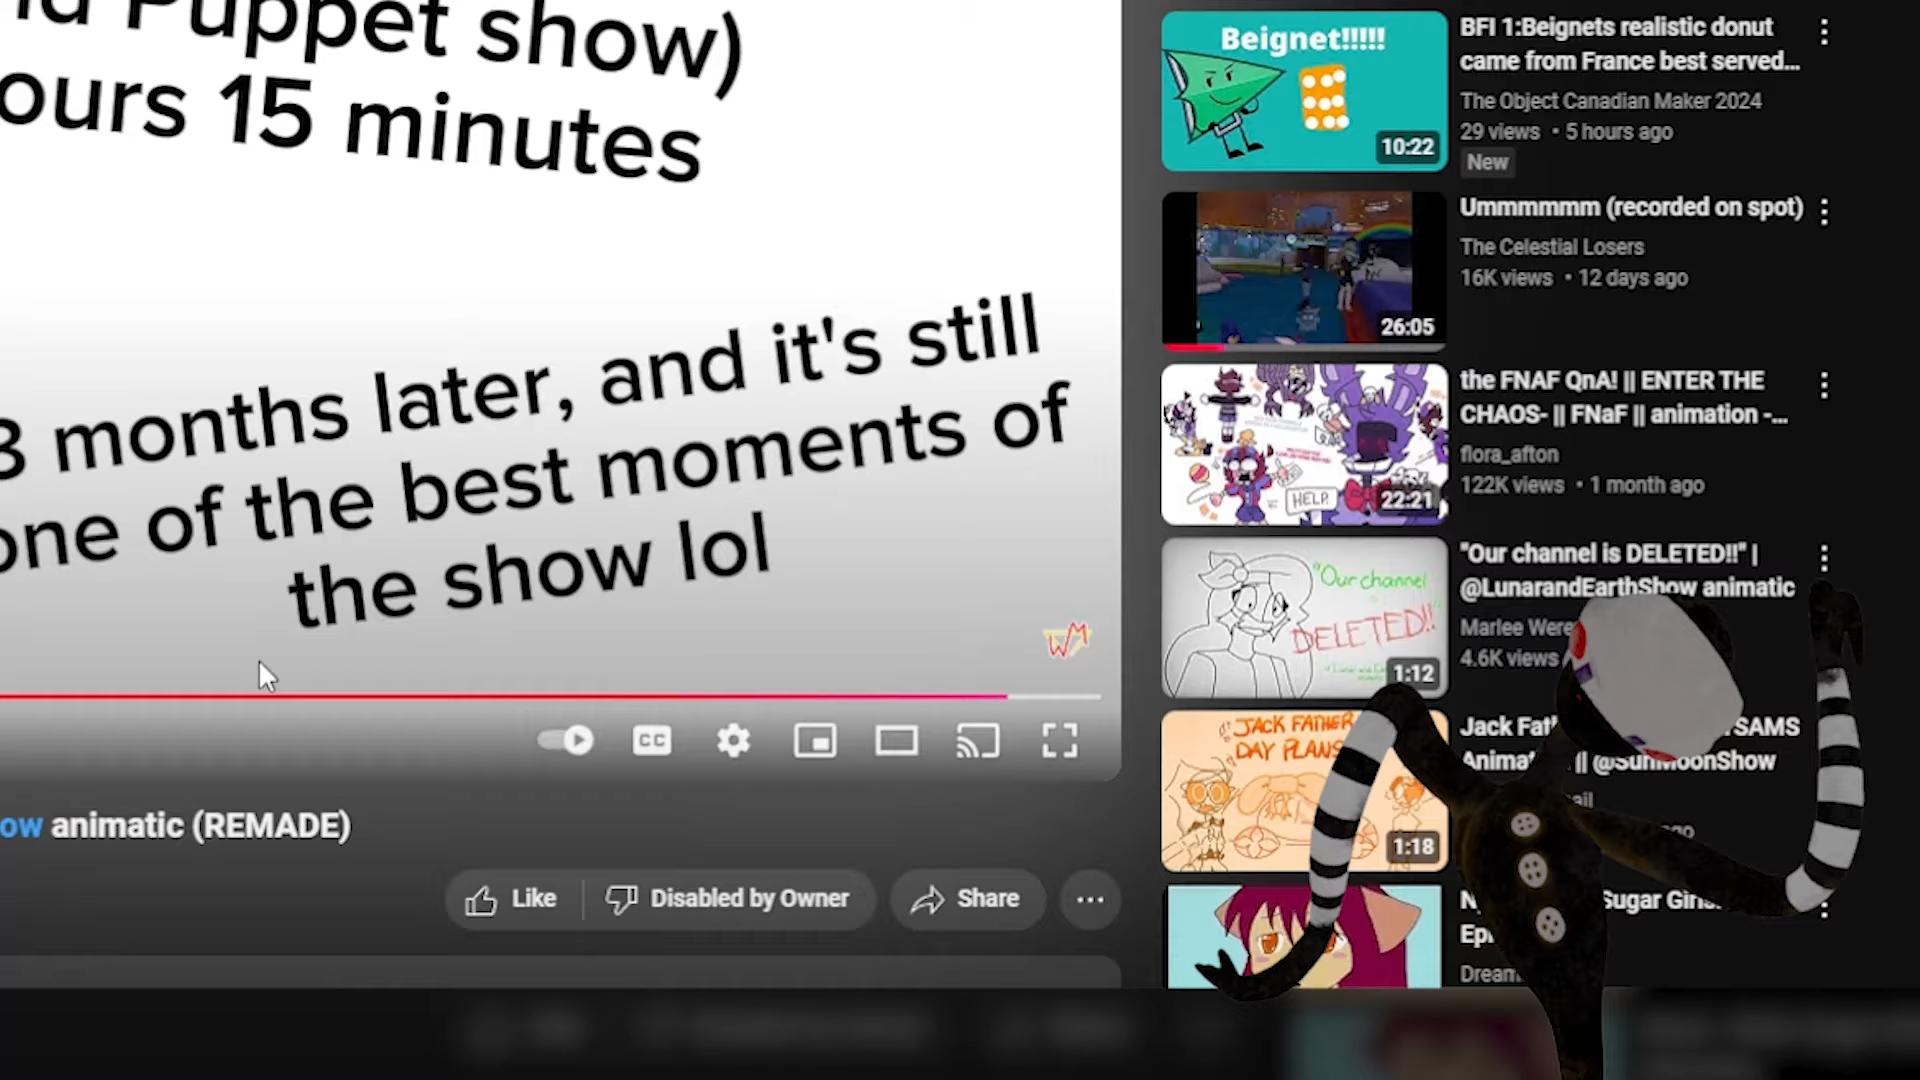 Puppet show)
15 minutes
months later, and it's still
one of the best moments of
the show lol
WM
CC
animatic (REMADE)
Like
Disabled by Owner
Share
Beignet!!!!!
10:22
BFI 1:Beignets realistic donut
came from France best served...
The Object Canadian Maker 2024
29 views • 5 hours ago
New
26:05
Ummmmmm (recorded on spot)
The Celestial Losers
16K views • 12 days ago
HELP
22:21
the FNAF QnA! || ENTER THE
CHAOS- || FNaF || animation -...
flora_afton
122K views • 1 month ago
"Our channel
DELETED!!"
1:12
"Our channel is DELETED!!" |
@LunarandEarthShow animatic
Marlee
4.6K views
JACK FATHER
DAY PLANS
1:18
Jack
|| @SunMoonShow
Sugar